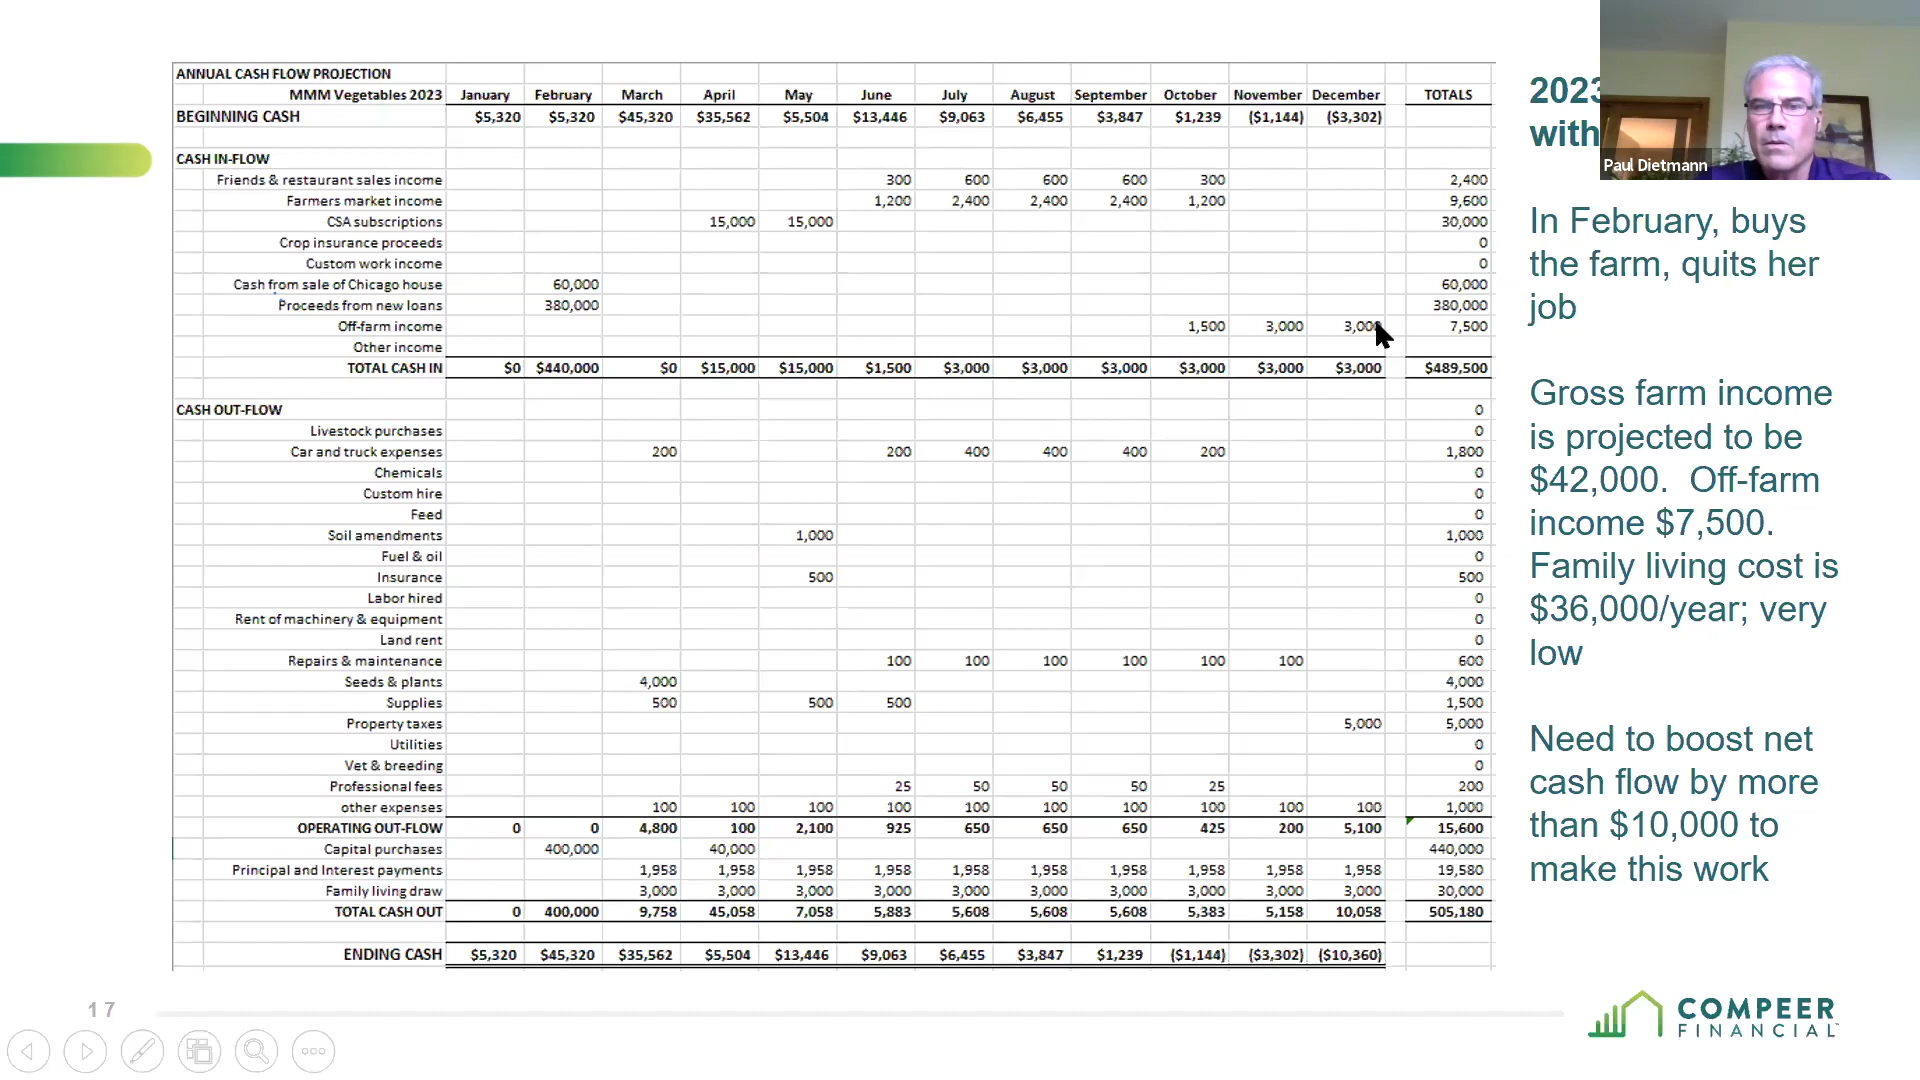 ANNUAL CASH FLOW PROJECTION
MMM Vegetables 2023 January February March April May June July August September October November December TOTALS
BEGINNING CASH $5,320 $5,320 $45,320 $35,562 $5,504 $13,446 $9,063 $6,455 $3,847 $1,239 ($1,144) ($3,302)
CASH IN-FLOW
Friends & restaurant sales income 300 600 600 600 300 2,400
Farmers market income 1,200 2,400 2,400 2,400 1,200 9,600
CSA subscriptions 15,000 15,000 30,000
Crop insurance proceeds 0
Custom work income 0
Cash from sale of Chicago house 60,000 60,000
Proceeds from new loans 380,000 380,000
Off-farm income 1,500 3,000 3,000 7,500
Other income
TOTAL CASH IN $0 $440,000 $0 $15,000 $15,000 $1,500 $3,000 $3,000 $3,000 $3,000 $3,000 $3,000 $489,500
CASH OUT-FLOW 0
Livestock purchases 0
Car and truck expenses 200 200 400 400 400 200 1,800
Chemicals 0
Custom hire 0
Feed 0
Soil amendments 1,000 1,000
Fuel & oil 0
Insurance 500 500
Labor hired 0
Rent of machinery & equipment 0
Land rent 0
Repairs & maintenance 100 100 100 100 100 100 600
Seeds & plants 4,000 4,000
Supplies 500 500 500 1,500
Property taxes 5,000 5,000
Utilities 0
Vet & breeding 0
Professional fees 25 50 50 50 25 200
other expenses 100 100 100 100 100 100 100 100 100 100 1,000
OPERATING OUT-FLOW 0 0 4,800 100 2,100 925 650 650 650 425 200 5,100 15,600
Capital purchases 400,000 40,000 440,000
Principal and Interest payments 1,958 1,958 1,958 1,958 1,958 1,958 1,958 1,958 1,958 1,958 19,580
Family living draw 3,000 3,000 3,000 3,000 3,000 3,000 3,000 3,000 3,000 3,000 30,000
TOTAL CASH OUT 0 400,000 9,758 45,058 7,058 5,883 5,608 5,608 5,608 5,383 5,158 10,058 505,180
ENDING CASH $5,320 $45,320 $35,562 $5,504 $13,446 $9,063 $6,455 $3,847 $1,239 ($1,144) ($3,302) ($10,360)
2023
with
Paul Dietmann
In February, buys
the farm, quits her
job
Gross farm income
is projected to be
$42,000. Off-farm
income $7,500.
Family living cost is
$36,000/year; very
low
Need to boost net
cash flow by more
than $10,000 to
make this work
17
COMPEER
FINANCIAL